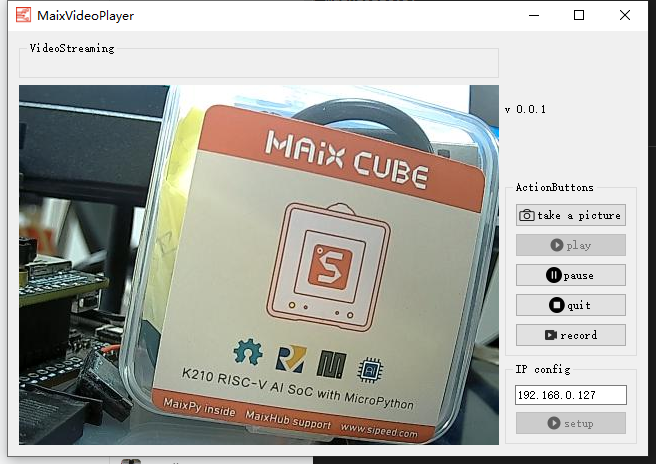 MaixVideoPlayer
VideoStreaming
v 0.0.1
MAiX CUBE
S
AI
K210 RISC-V AI SoC with MicroPython
MaixPy inside MaixHub support www.sipeed.com
ActionButtons
take a picture
play
pause
quit
record
IP config
192.168.0.127
setup